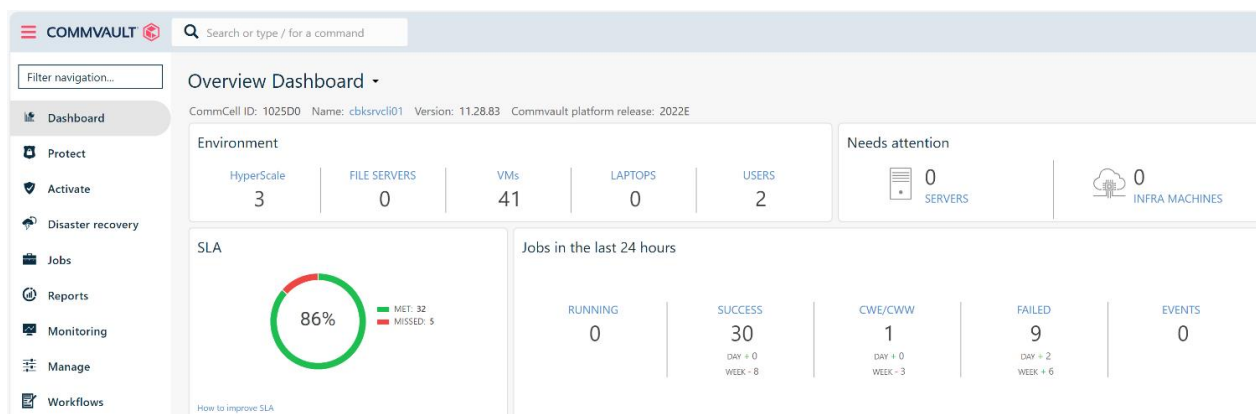 COMMVAULT
Search or type / for a command
Filter navigation...
Dashboard
Protect
Activate
Disaster recovery
Jobs
Reports
Monitoring
Manage
Workflows
Overview Dashboard
CommCell ID: 1025D0 Name: cbksrvcli01 Version: 11.28.83 Commvault platform release: 2022E
Environment
HyperScale
3
FILE SERVERS
0
VMs
41
LAPTOPS
0
USERS
2
Needs attention
0
SERVERS
0
INFRA MACHINES
SLA
86%
MET: 32
MISSED: 5
How to improve SLA
Jobs in the last 24 hours
RUNNING
0
SUCCESS
30
DAY + 0
WEEK - 8
CWE/CWW
1
DAY + 0
WEEK - 3
FAILED
9
DAY + 2
WEEK + 6
EVENTS
0